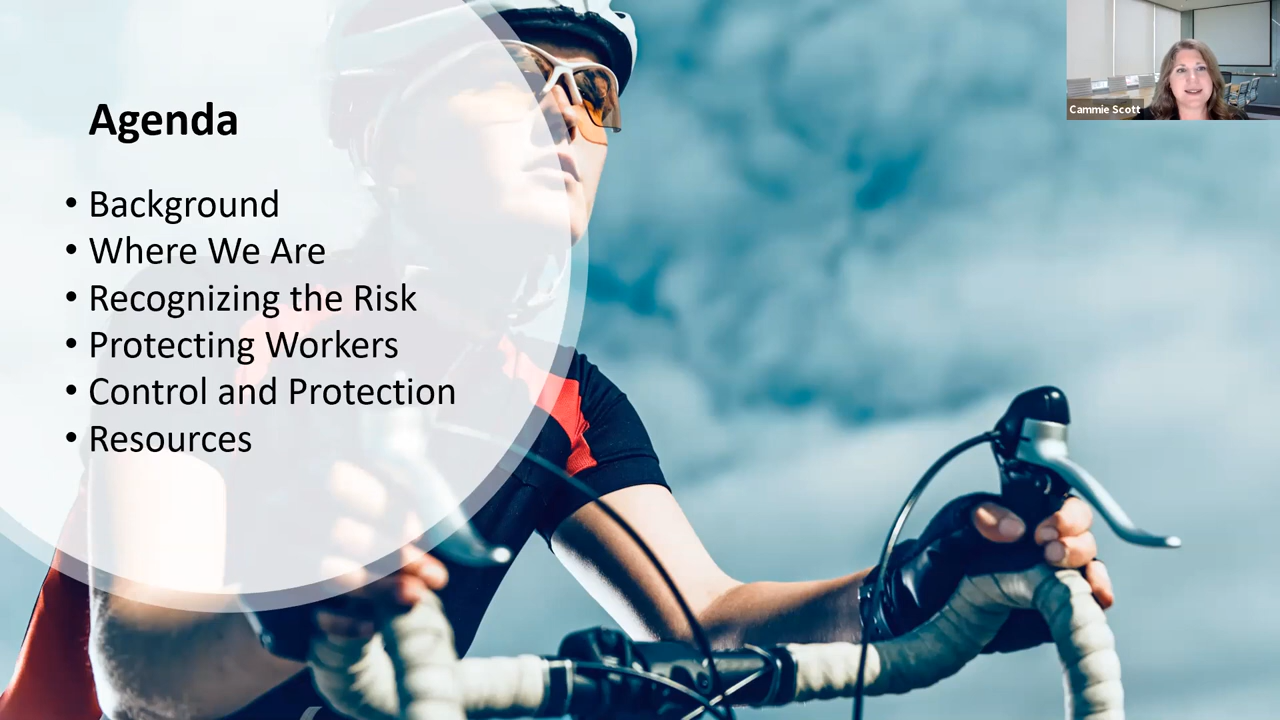 Agenda
• Background
• Where We Are
• Recognizing the Risk
• Protecting Workers
• Control and Protection
• Resources
Cammie Scott